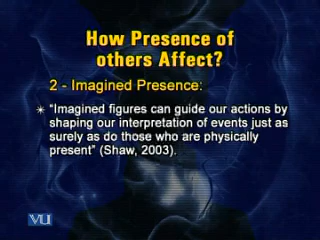 How Presence of
others Affect?
2 - Imagined Presence:
✶ "Imagined figures can guide our actions by
shaping our interpretation of events just as
surely as do those who are physically
present" (Shaw, 2003).
VU